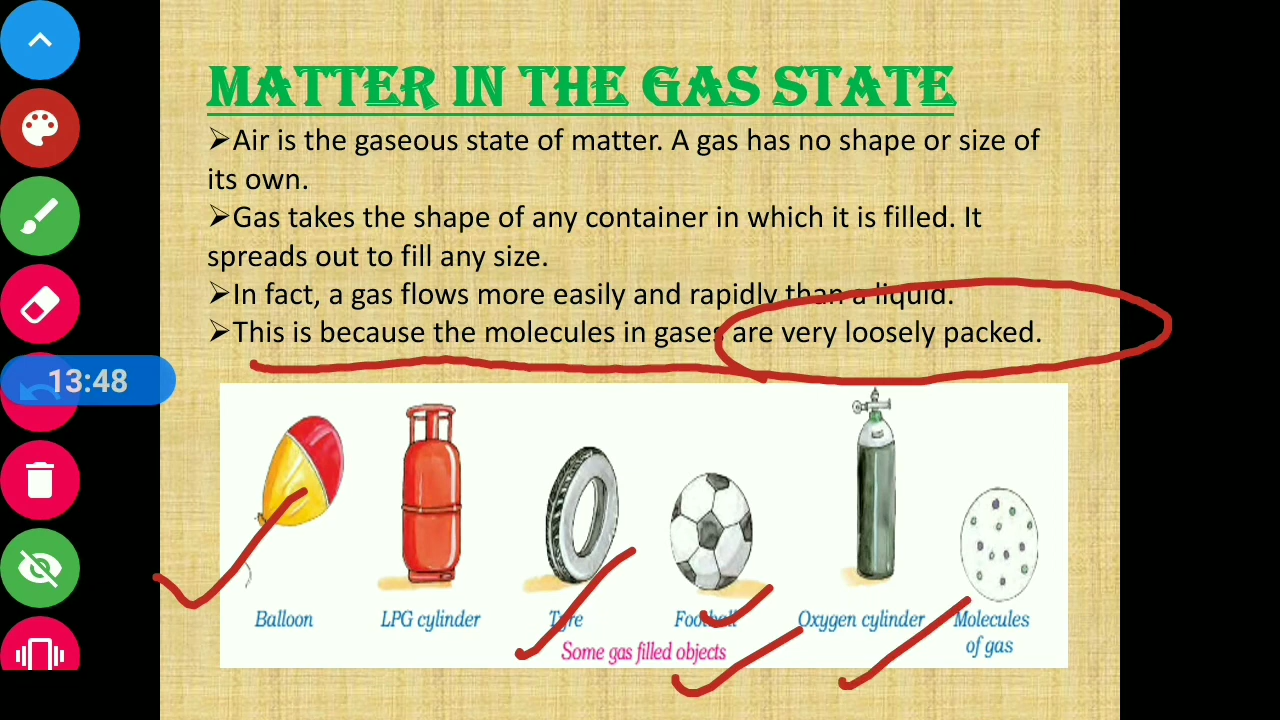 MATTER IN THE GAS STATE
➢Air is the gaseous state of matter. A gas has no shape or size of
its own.
➢Gas takes the shape of any container in which it is filled. It
spreads out to fill any size.
➢In fact, a gas flows more easily and rapidly than a liquid.
➢This is because the molecules in gases are very loosely packed.
13:48
Balloon
LPG cylinder
Tyre
Football
Oxygen cylinder
Molecules
of gas
Some gas filled objects